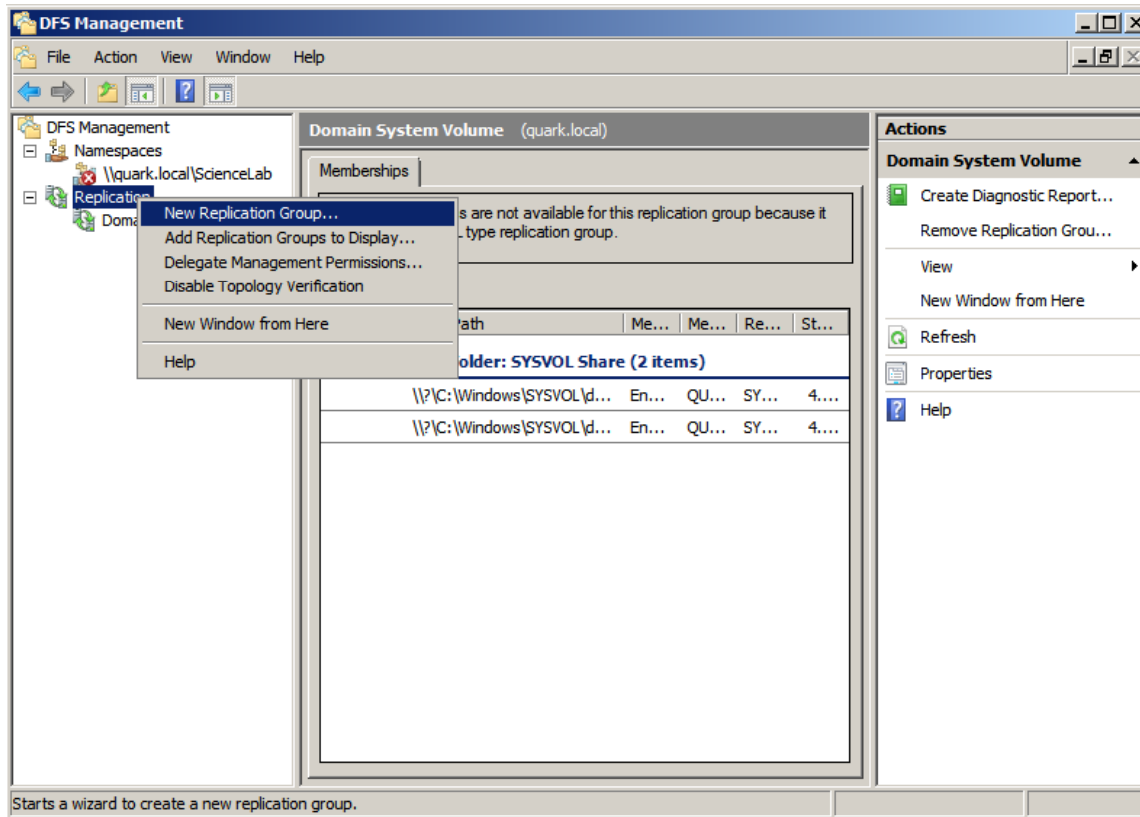 DFS Management
File Action View Window Help
DFS Management
Namespaces
\\quark.local\ScienceLab
Replication
Doma
New Replication Group...
Add Replication Groups to Display...
Delegate Management Permissions...
Disable Topology Verification
New Window from Here
Help
Domain System Volume (quark.local)
Memberships
s are not available for this replication group because it
type replication group.
Path Me... Me... Re... St...
older: SYSVOL Share (2 items)
\\?\C:\Windows\SYSVOL\d... En... QU... SY... 4....
\\?\C:\Windows\SYSVOL\d... En... QU... SY... 4....
Actions
Domain System Volume
Create Diagnostic Report...
Remove Replication Grou...
View
New Window from Here
Refresh
Properties
Help
Starts a wizard to create a new replication group.